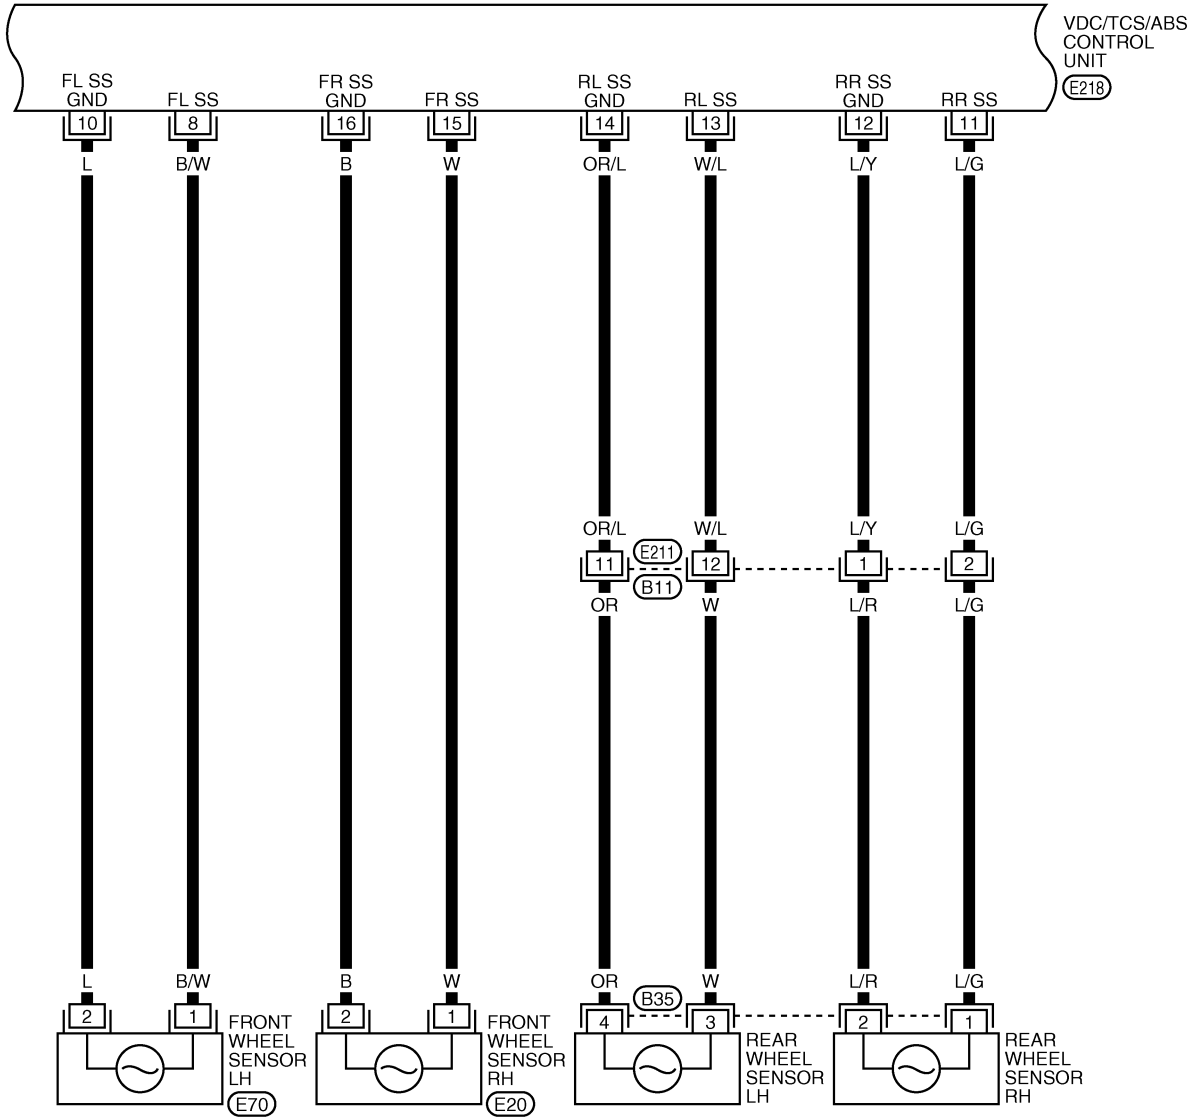 VDC/TCS/ABS
CONTROL
UNIT
E218
FL SS
GND
FL SS
FR SS
GND
FR SS
RL SS
GND
RL SS
RR SS
GND
RR SS
10 8 16 15 14 13 12 11
L B/W B W OR/L W/L L/Y L/G
OR/L W/L L/Y L/G
E211
11 12 1 2
B11
OR W L/R L/G
L B/W B W OR W L/R L/G
B35
2 1 2 1 4 3 2 1
FRONT
WHEEL
SENSOR
LH
E70
FRONT
WHEEL
SENSOR
RH
E20
REAR
WHEEL
SENSOR
LH
REAR
WHEEL
SENSOR
RH